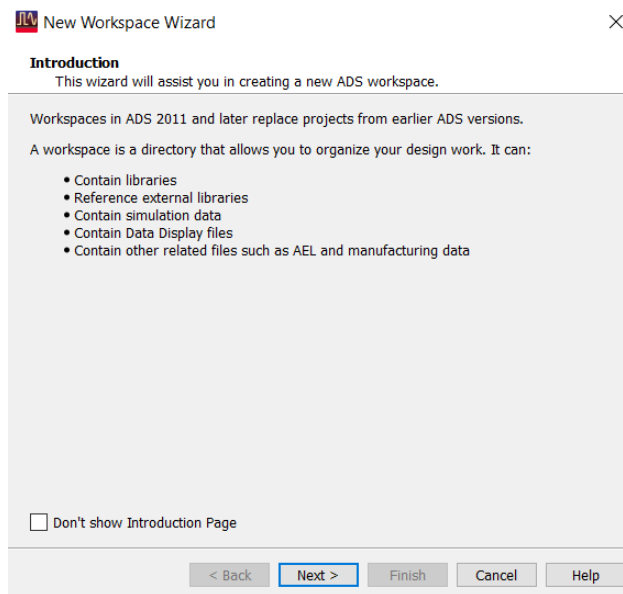 New Workspace Wizard
Introduction
This wizard will assist you in creating a new ADS workspace.
Workspaces in ADS 2011 and later replace projects from earlier ADS versions.
A workspace is a directory that allows you to organize your design work. It can:
• Contain libraries
• Reference external libraries
• Contain simulation data
• Contain Data Display files
• Contain other related files such as AEL and manufacturing data
Don't show Introduction Page
< Back Next > Finish Cancel Help